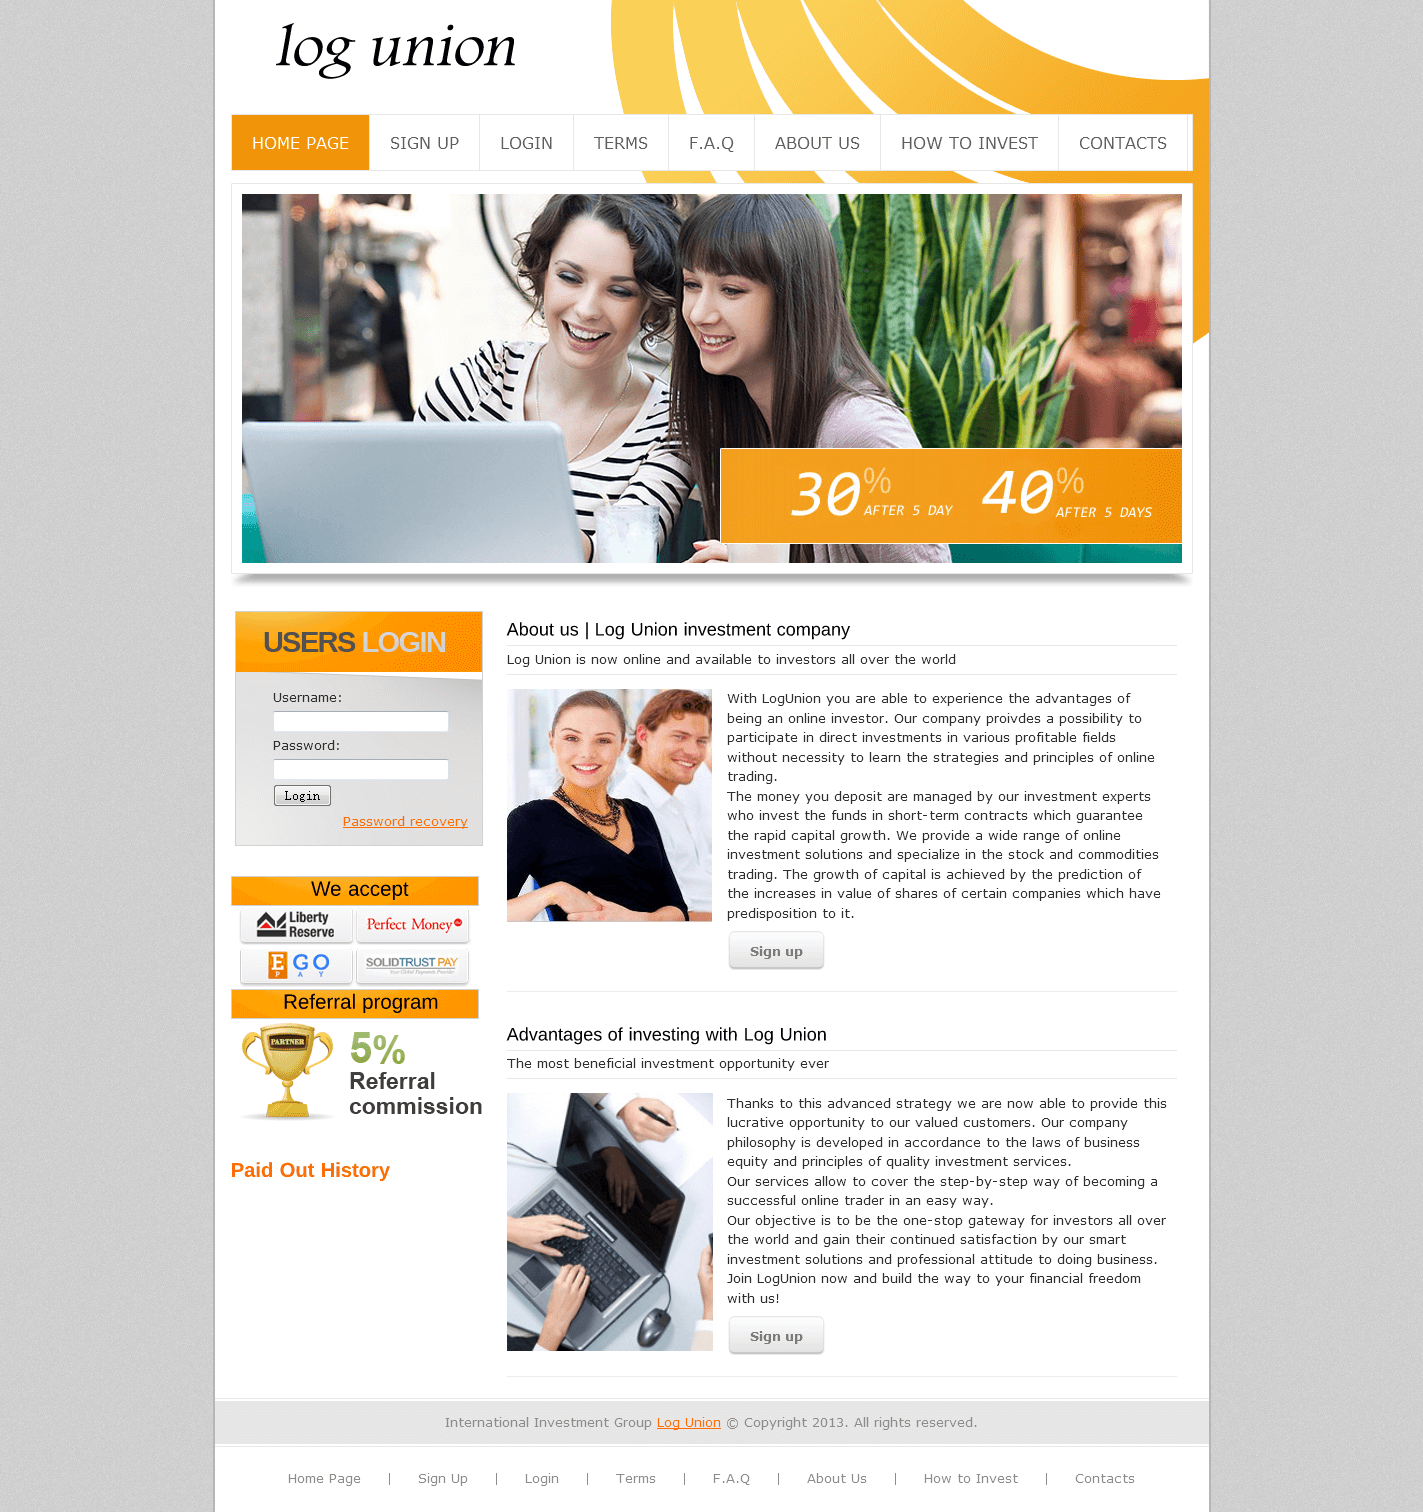 log union
HOME PAGE
SIGN UP
LOGIN
TERMS
F.A.Q
ABOUT US
HOW TO INVEST
CONTACTS
30% AFTER 5 DAY
40% AFTER 5 DAYS
USERS LOGIN
Username:
Password:
Login
Password recovery
We accept
Liberty
Reserve
Perfect Money
EGO
PAY
SOLIDTRUST PAY
Your Global Payments Provider
Referral program
PARTNER
5%
Referral
commission
Paid Out History
About us | Log Union investment company
Log Union is now online and available to investors all over the world
With LogUnion you are able to experience the advantages of
being an online investor. Our company proivdes a possibility to
participate in direct investments in various profitable fields
without necessity to learn the strategies and principles of online
trading.
The money you deposit are managed by our investment experts
who invest the funds in short-term contracts which guarantee
the rapid capital growth. We provide a wide range of online
investment solutions and specialize in the stock and commodities
trading. The growth of capital is achieved by the prediction of
the increases in value of shares of certain companies which have
predisposition to it.
Sign up
Advantages of investing with Log Union
The most beneficial investment opportunity ever
Thanks to this advanced strategy we are now able to provide this
lucrative opportunity to our valued customers. Our company
philosophy is developed in accordance to the laws of business
equity and principles of quality investment services.
Our services allow to cover the step-by-step way of becoming a
successful online trader in an easy way.
Our objective is to be the one-stop gateway for investors all over
the world and gain their continued satisfaction by our smart
investment solutions and professional attitude to doing business.
Join LogUnion now and build the way to your financial freedom
with us!
Sign up
International Investment Group Log Union © Copyright 2013. All rights reserved.
Home Page | Sign Up | Login | Terms | F.A.Q | About Us | How to Invest | Contacts